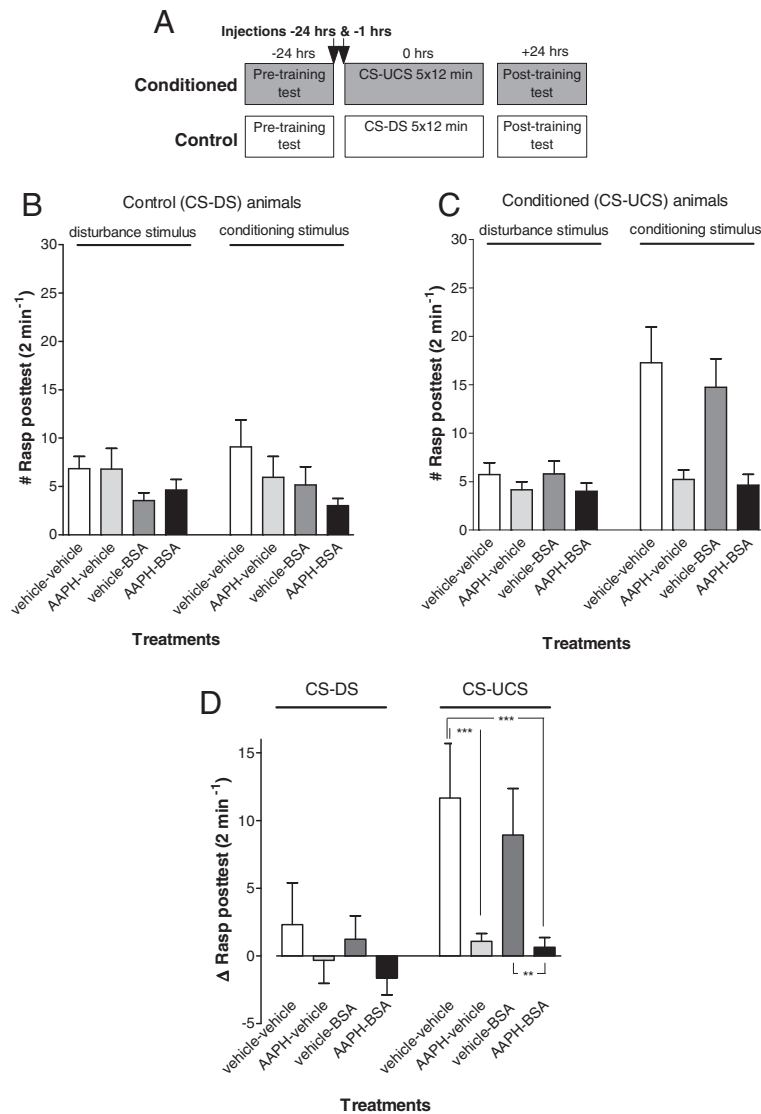 A
Injections -24 hrs & -1 hrs
-24 hrs 0 hrs +24 hrs
Conditioned
Pre-training
test
CS-UCS 5x12 min
Post-training
test
Control
Pre-training
test
CS-DS 5x12 min
Post-training
test
B
Control (CS-DS) animals
disturbance stimulus conditioning stimulus
# Rasp posttest (2 min-1)
30
25
20
15
10
5
0
vehicle-vehicle
AAPH-vehicle
vehicle-BSA
AAPH-BSA
vehicle-vehicle
AAPH-vehicle
vehicle-BSA
AAPH-BSA
Treatments
C
Conditioned (CS-UCS) animals
disturbance stimulus conditioning stimulus
# Rasp posttest (2 min-1)
30
25
20
15
10
5
0
vehicle-vehicle
AAPH-vehicle
vehicle-BSA
AAPH-BSA
vehicle-vehicle
AAPH-vehicle
vehicle-BSA
AAPH-BSA
Treatments
D
CS-DS CS-UCS
Δ Rasp posttest (2 min-1)
15
10
5
0
-5
***
***
**
vehicle-vehicle
AAPH-vehicle
vehicle-BSA
AAPH-BSA
vehicle-vehicle
AAPH-vehicle
vehicle-BSA
AAPH-BSA
Treatments